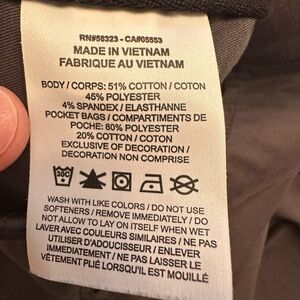 RN#56323 - CA#05553
MADE IN VIETNAM
FABRIQUE AU VIETNAM
BODY / CORPS: 51% COTTON / COTON
45% POLYESTER
4% SPANDEX / ELASTHANNE
POCKET BAGS / COMPARTIMENTS DE
POCHE: 80% POLYESTER
20% COTTON / COTON
EXCLUSIVE OF DECORATION /
DECORATION NON COMPRISE
30C
WASH WITH LIKE COLORS / DO NOT USE
SOFTENERS / REMOVE IMMEDIATELY / DO
NOT ALLOW TO LAY ON ITSELF WHEN WET
LAVER AVEC COULEURS SIMILAIRES / NE PAS
UTILISER D'ADOUCISSEUR / ENLEVER
IMMÉDIATEMENT / NE PAS LAISSER LE
VÊTEMENT PLIÉ LORSQU'IL EST MOUILLÉ